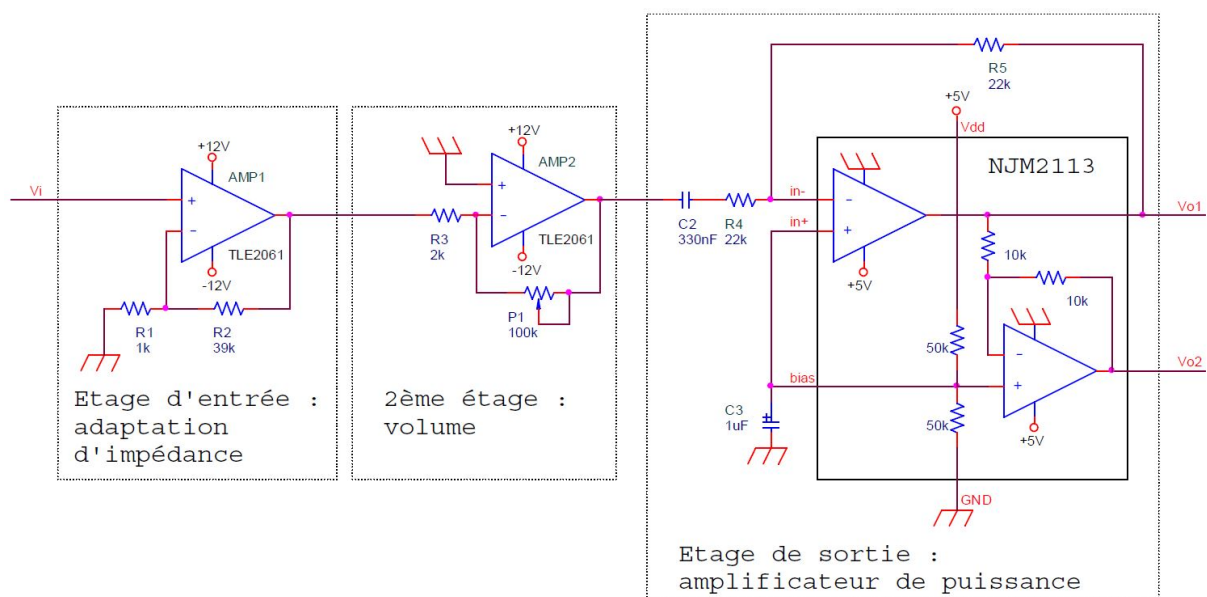 Vi
+12V
AMP1
+
-
TLE2061
-12V
R1
1k
R2
39k
Etage d'entrée :
adaptation
d'impédance
+12V
AMP2
+
-
TLE2061
-12V
R3
2k
P1
100k
2ème étage :
volume
C2
330nF
R4
22k
R5
22k
+5V
Vdd
NJM2113
in-
in+
-
+
+5V
Vo1
10k
10k
50k
bias
C3
1uF
50k
-
+
+5V
Vo2
GND
Etage de sortie :
amplificateur de puissance